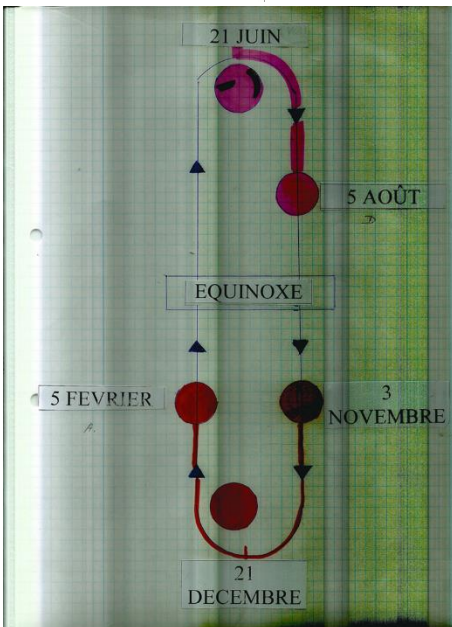 21 JUIN
5 AOÛT
EQUINOXE
5 FEVRIER
3
NOVEMBRE
A.
21
DECEMBRE